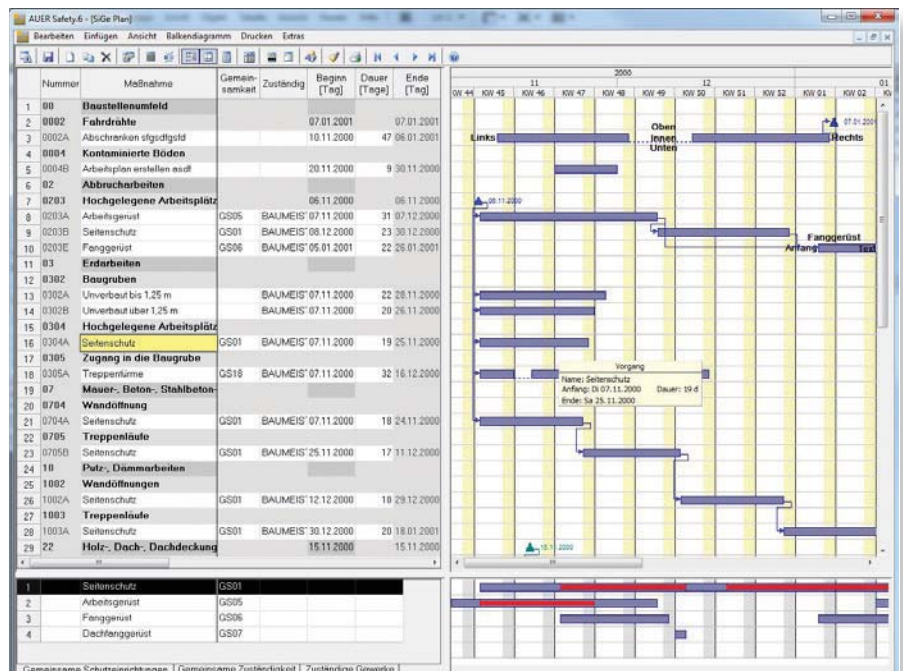 AUER Safety.6 - [SiGe Plan]
Bearbeiten Einfügen Ansicht Balkendiagramm Drucken Extras
Nummer Maßnahme Gemein-samkeit Zuständig Beginn [Tag] Dauer [Tage] Ende [Tag]
1 00 Baustellenumfeld
2 0002 Fahrdrähte 07.01.2001 07.01.2001
3 0002A Abschranken sfgsdfgsfd 10.11.2000 47 06.01.2001
4 0004 Kontaminierte Böden
5 0004B Arbeitsplan erstellen asdf 20.11.2000 9 30.11.2000
6 02 Abbrucharbeiten
7 0203 Hochgelegene Arbeitsplätz 06.11.2000 06.11.2000
8 0203A Arbeitsgerüst GS05 BAUMEIS 07.11.2000 31 07.12.2000
9 0203B Seitenschutz GS01 BAUMEIS 08.12.2000 23 30.12.2000
10 0203E Fanggerüst GS06 BAUMEIS 05.01.2001 22 26.01.2001
11 03 Erdarbeiten
12 0302 Baugruben
13 0302A Unverbaut bis 1,25 m BAUMEIS 07.11.2000 22 28.11.2000
14 0302B Unverbaut über 1,25 m BAUMEIS 07.11.2000 20 26.11.2000
15 0304 Hochgelegene Arbeitsplätz
16 0304A Seitenschutz GS01 BAUMEIS 07.11.2000 19 25.11.2000
17 0305 Zugang in die Baugrube
18 0305A Treppentürme GS18 BAUMEIS 07.11.2000 32 16.12.2000
19 07 Mauer-, Beton-, Stahlbeton-
20 0704 Wandöffnung
21 0704A Seitenschutz GS01 BAUMEIS 07.11.2000 18 24.11.2000
22 0705 Treppenläufe
23 0705B Seitenschutz GS01 BAUMEIS 25.11.2000 17 11.12.2000
24 10 Putz-, Dämmarbeiten
25 1002 Wandöffnungen
26 1002A Seitenschutz GS01 BAUMEIS 12.12.2000 18 29.12.2000
27 1003 Treppenläufe
28 1003A Seitenschutz GS01 BAUMEIS 30.12.2000 20 18.01.2001
29 22 Holz-, Dach-, Dachdeckung 15.11.2000 15.11.2000
2000
11 12 01
KW 44 KW 45 KW 46 KW 47 KW 48 KW 49 KW 50 KW 51 KW 52 KW 01 KW 02
07.01.2001
Oben
Links Innen Rechts
Unten
06.11.2000
Fanggerüst
Anfang Text
Vorgang
Name: Seitenschutz
Anfang: Di 07.11.2000 Dauer: 19 d
Ende: Sa 25.11.2000
15.11.2000
1 Seitenschutz GS01
2 Arbeitsgerüst GS05
3 Fanggerüst GS06
4 Dachfanggerüst GS07
Gemeinsame Schutzeinrichtungen Gemeinsame Zuständigkeit Zuständige Gewerke